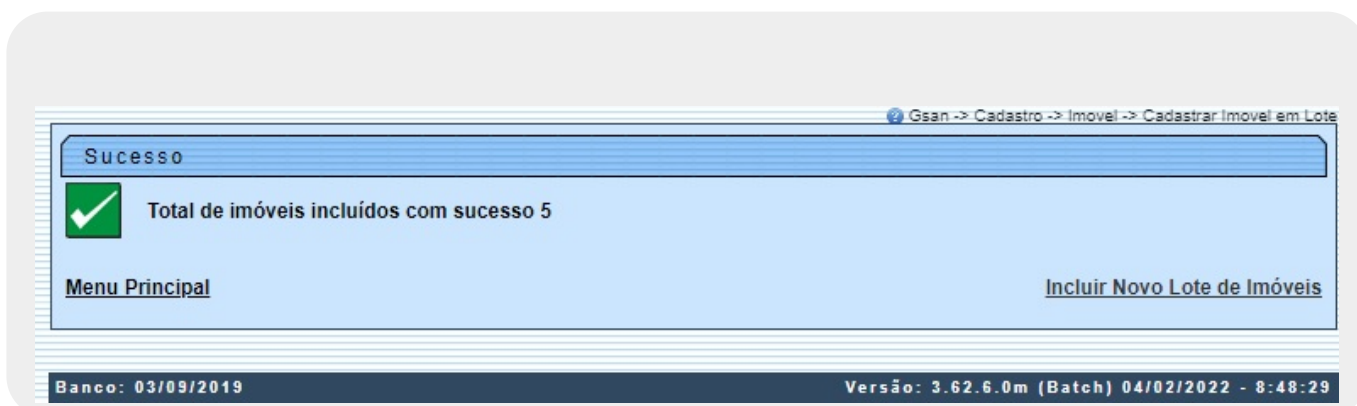 Gsan -> Cadastro -> Imovel -> Cadastrar Imovel em Lote
Sucesso
Total de imóveis incluídos com sucesso 5
Menu Principal Incluir Novo Lote de Imóveis
Banco: 03/09/2019 Versão: 3.62.6.0m (Batch) 04/02/2022 - 8:48:29